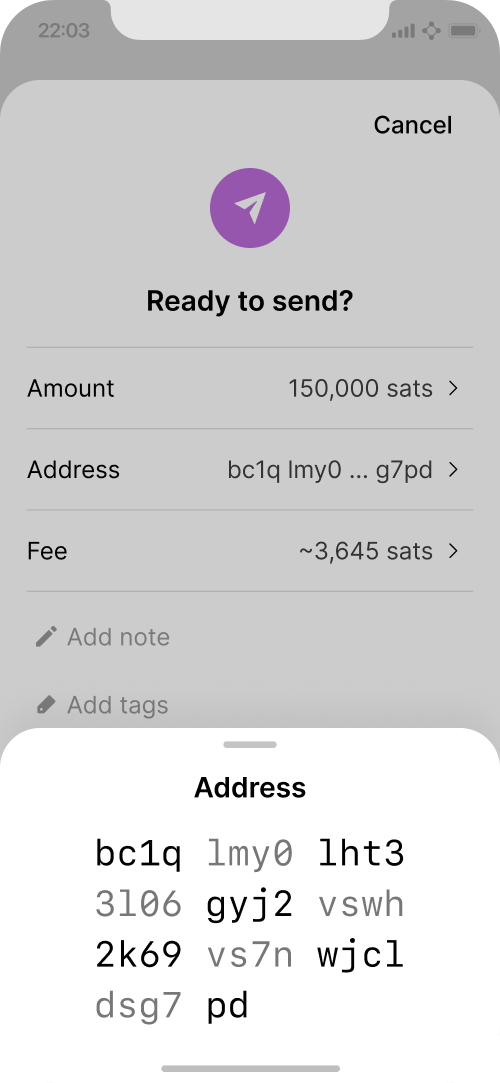 22:03
Cancel
Ready to send?
Amount 150,000 sats
Address bc1q lmy0 ... g7pd
Fee ~3,645 sats
Add note
Add tags
Address
bc1q lmy0 lht3
3l06 gyj2 vswh
2k69 vs7n wjcl
dsg7 pd